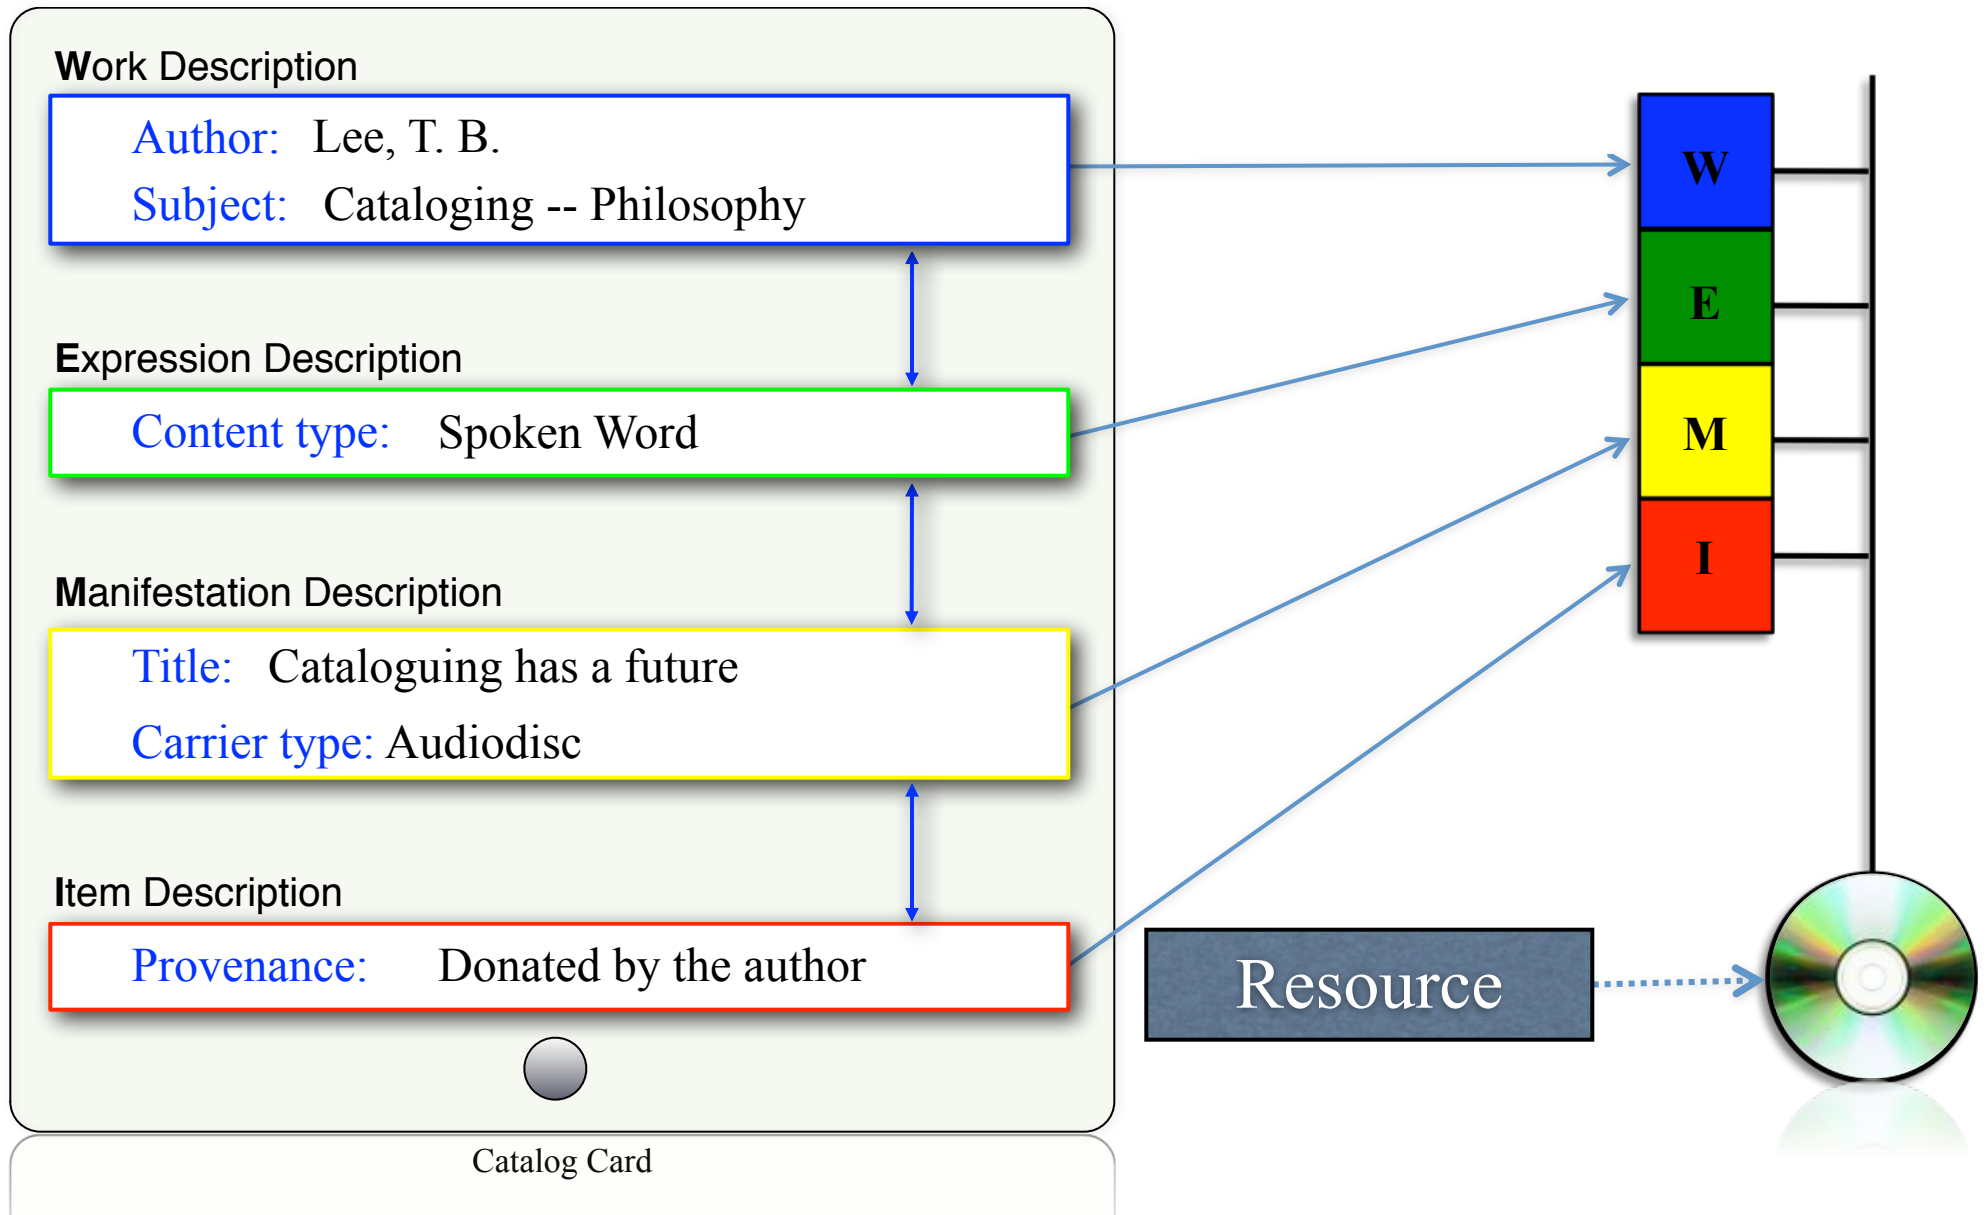 Work Description
Author: Lee, T. B.
Subject: Cataloging -- Philosophy
Expression Description
Content type: Spoken Word
Manifestation Description
Title: Cataloguing has a future
Carrier type: Audiodisc
Item Description
Provenance: Donated by the author
Catalog Card
W
E
M
I
Resource